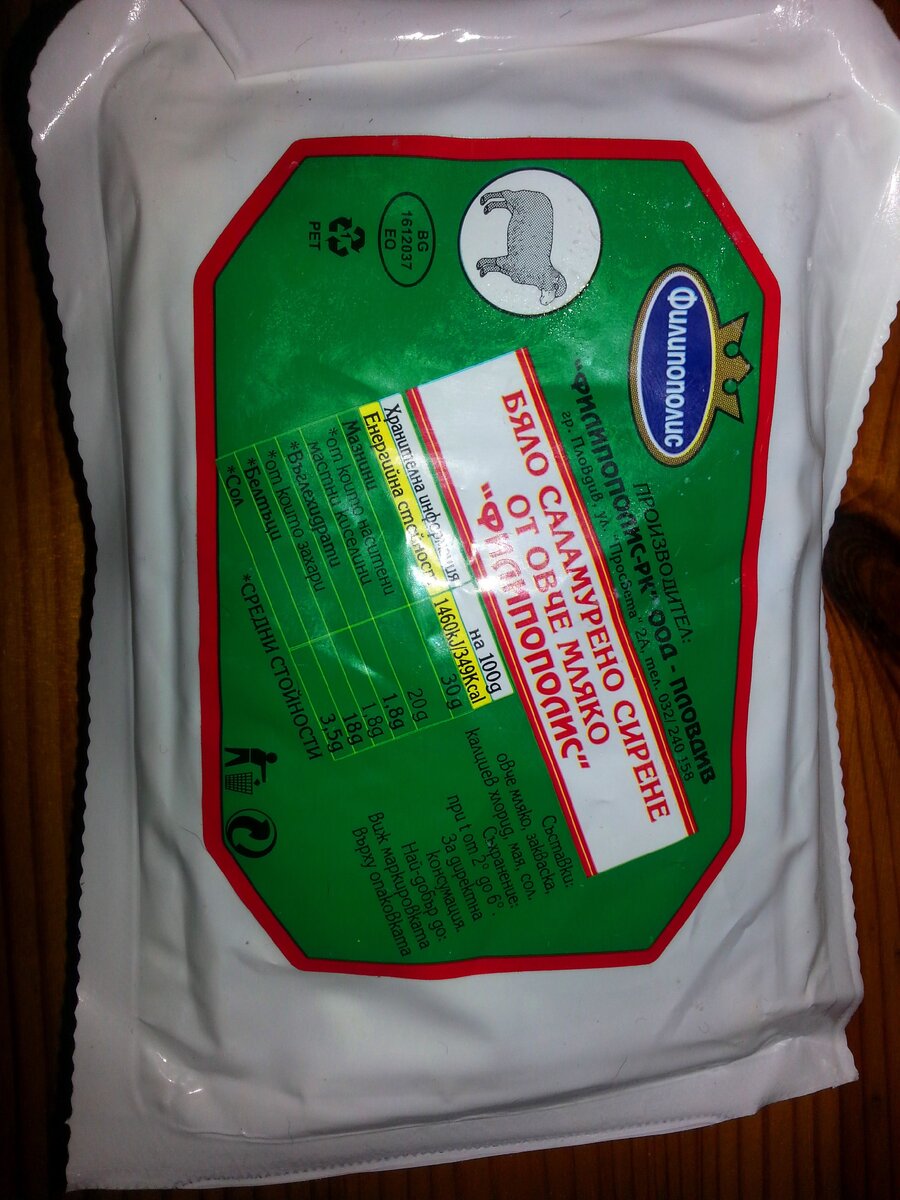 Филипополис
ПРОИЗВОДИТЕЛ:
"ФИЛИПОПОЛИС-РК" ООД - ПЛОВДИВ
гр. Пловдив, ул. "Просвета" 2А, тел. 032/ 240 158
BG
1612037
EO
PET
БЯЛО САЛАМУРЕНО СИРЕНЕ
ОТ ОВЧЕ МЛЯКО
"ФИЛИПОПОЛИС"
Хранителна информация на 100g
Енергийна стойност 1460kJ/349Kcal
Мазнини 30g
*от които наситени
мастни киселини 20g
*Въглехидрати 1.8g
*от които захари 1.8g
*Белтъци 18g
*Сол 3,5g
*СРЕДНИ СТОЙНОСТИ
Съставки:
овче мляко, закваска,
калциев хлорид, мая, сол.
Съхранение:
при t от 2° до 6°.
За директна
консумация.
Най-добър до:
Виж маркировката
върху опаковката